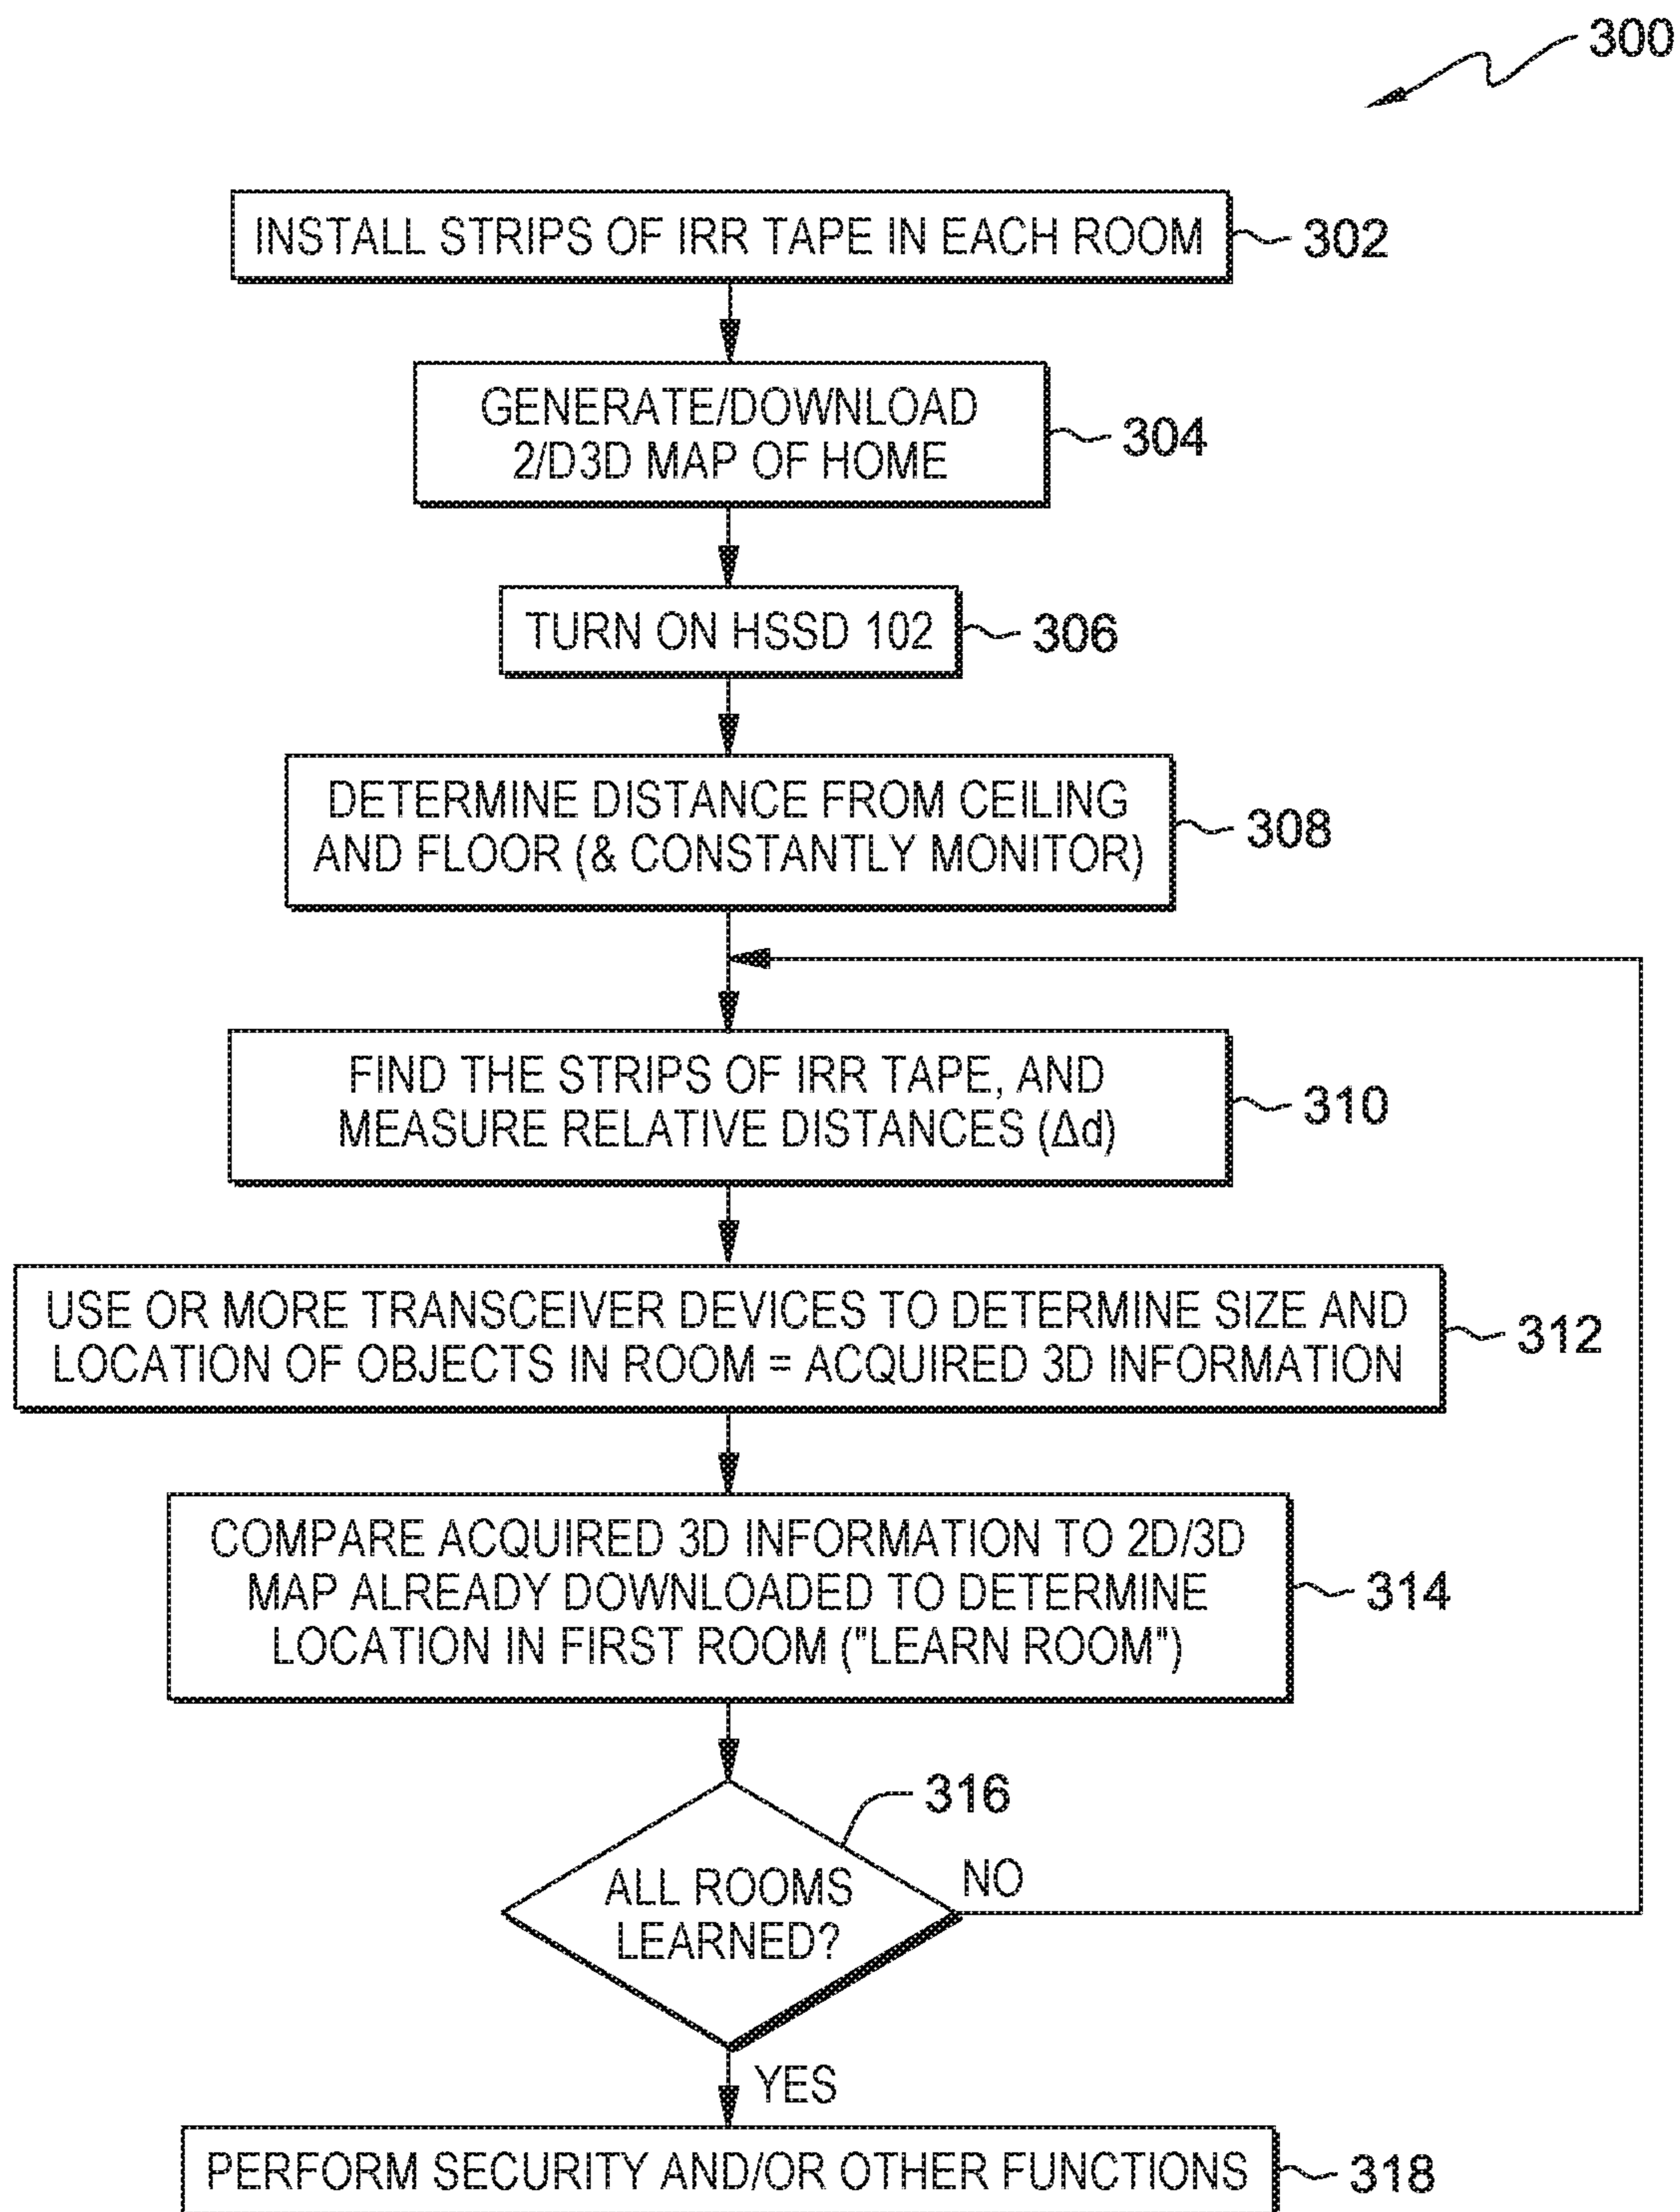 300
INSTALL STRIPS OF IRR TAPE IN EACH ROOM
302
GENERATE/DOWNLOAD
2/D3D MAP OF HOME
304
TURN ON HSSD 102
306
DETERMINE DISTANCE FROM CEILING
AND FLOOR (& CONSTANTLY MONITOR)
308
FIND THE STRIPS OF IRR TAPE, AND
MEASURE RELATIVE DISTANCES (Δd)
310
USE OR MORE TRANSCEIVER DEVICES TO DETERMINE SIZE AND
LOCATION OF OBJECTS IN ROOM = ACQUIRED 3D INFORMATION
312
COMPARE ACQUIRED 3D INFORMATION TO 2D/3D
MAP ALREADY DOWNLOADED TO DETERMINE
LOCATION IN FIRST ROOM ("LEARN ROOM")
314
316
ALL ROOMS
LEARNED?
NO
YES
PERFORM SECURITY AND/OR OTHER FUNCTIONS
318